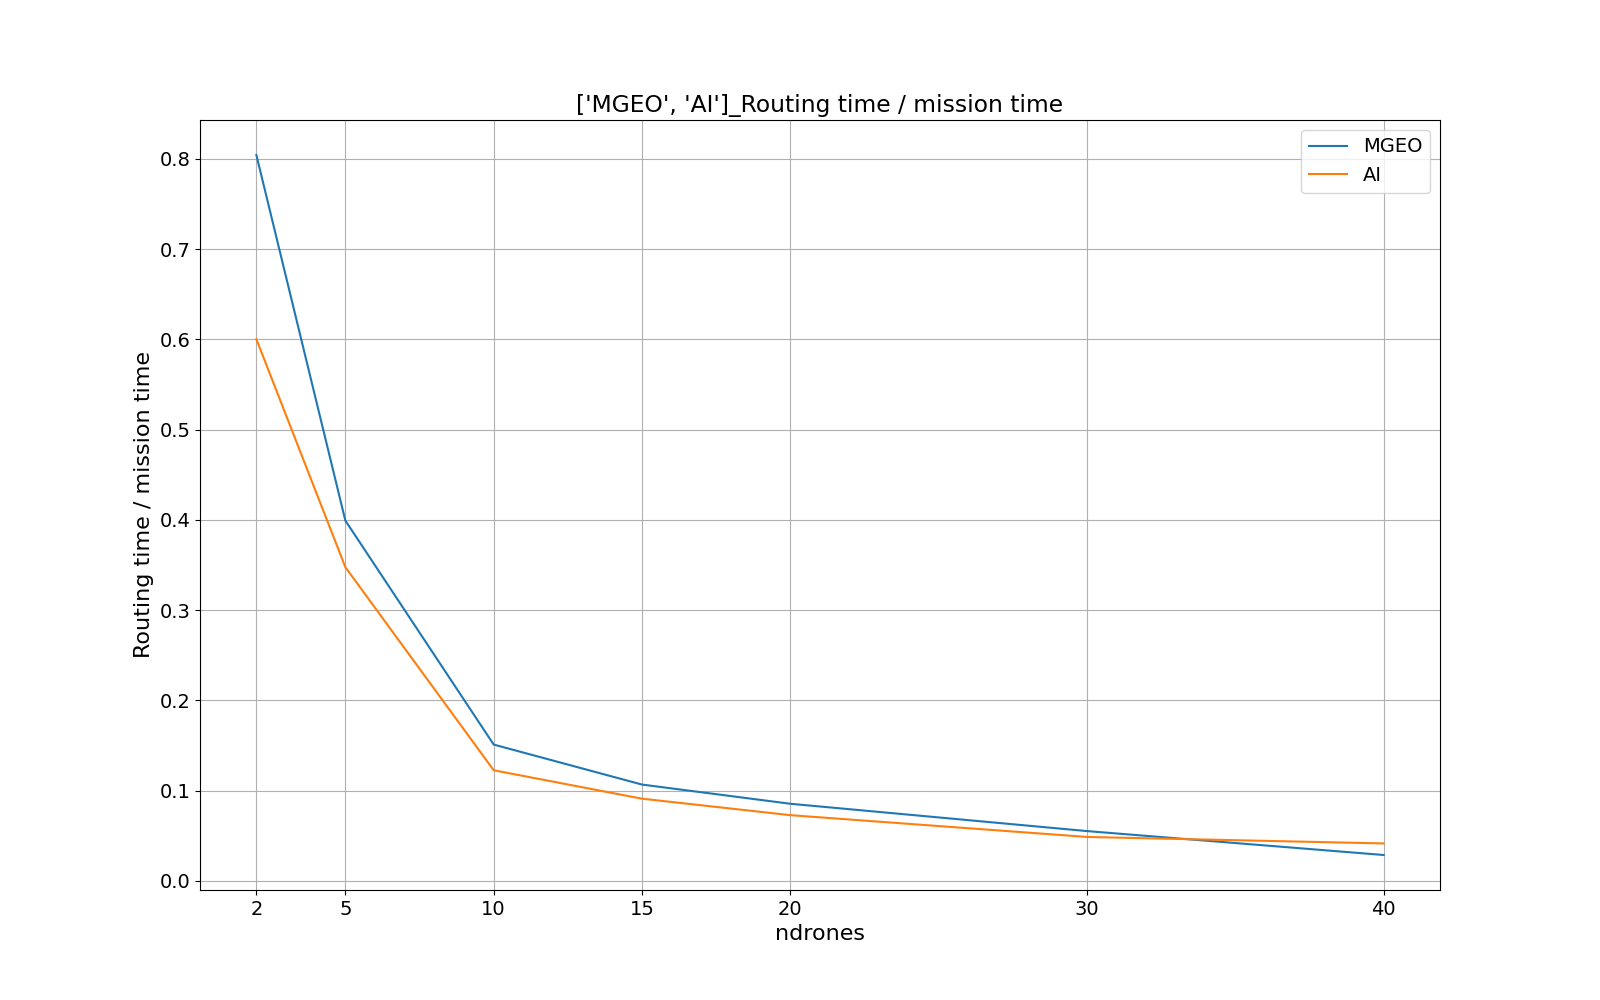 ['MGEO', 'AI']_Routing time / mission time
MGEO
AI
Routing time / mission time
0.8
0.7
0.6
0.5
0.4
0.3
0.2
0.1
0.0
2 5 10 15 20 30 40
ndrones